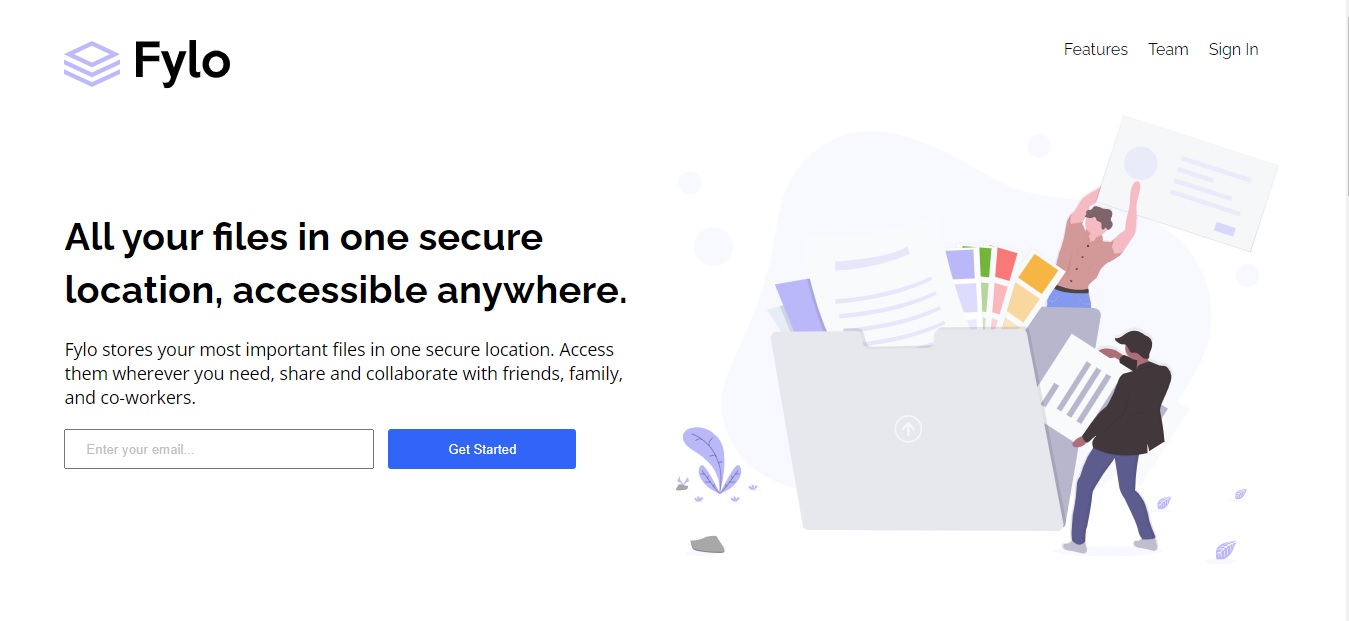 Fylo
Features Team Sign In
All your files in one secure
location, accessible anywhere.
Fylo stores your most important files in one secure location. Access
them wherever you need, share and collaborate with friends, family,
and co-workers.
Enter your email...
Get Started